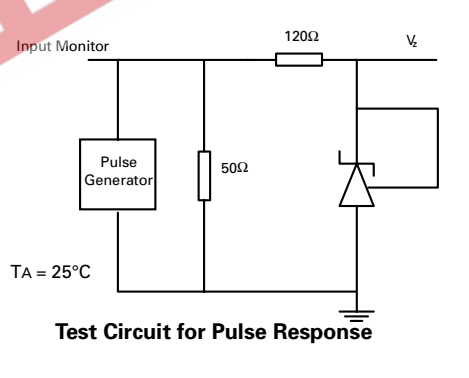 120Ω
Input Monitor
Vz
Pulse
Generator
50Ω
TA = 25°C
Test Circuit for Pulse Response